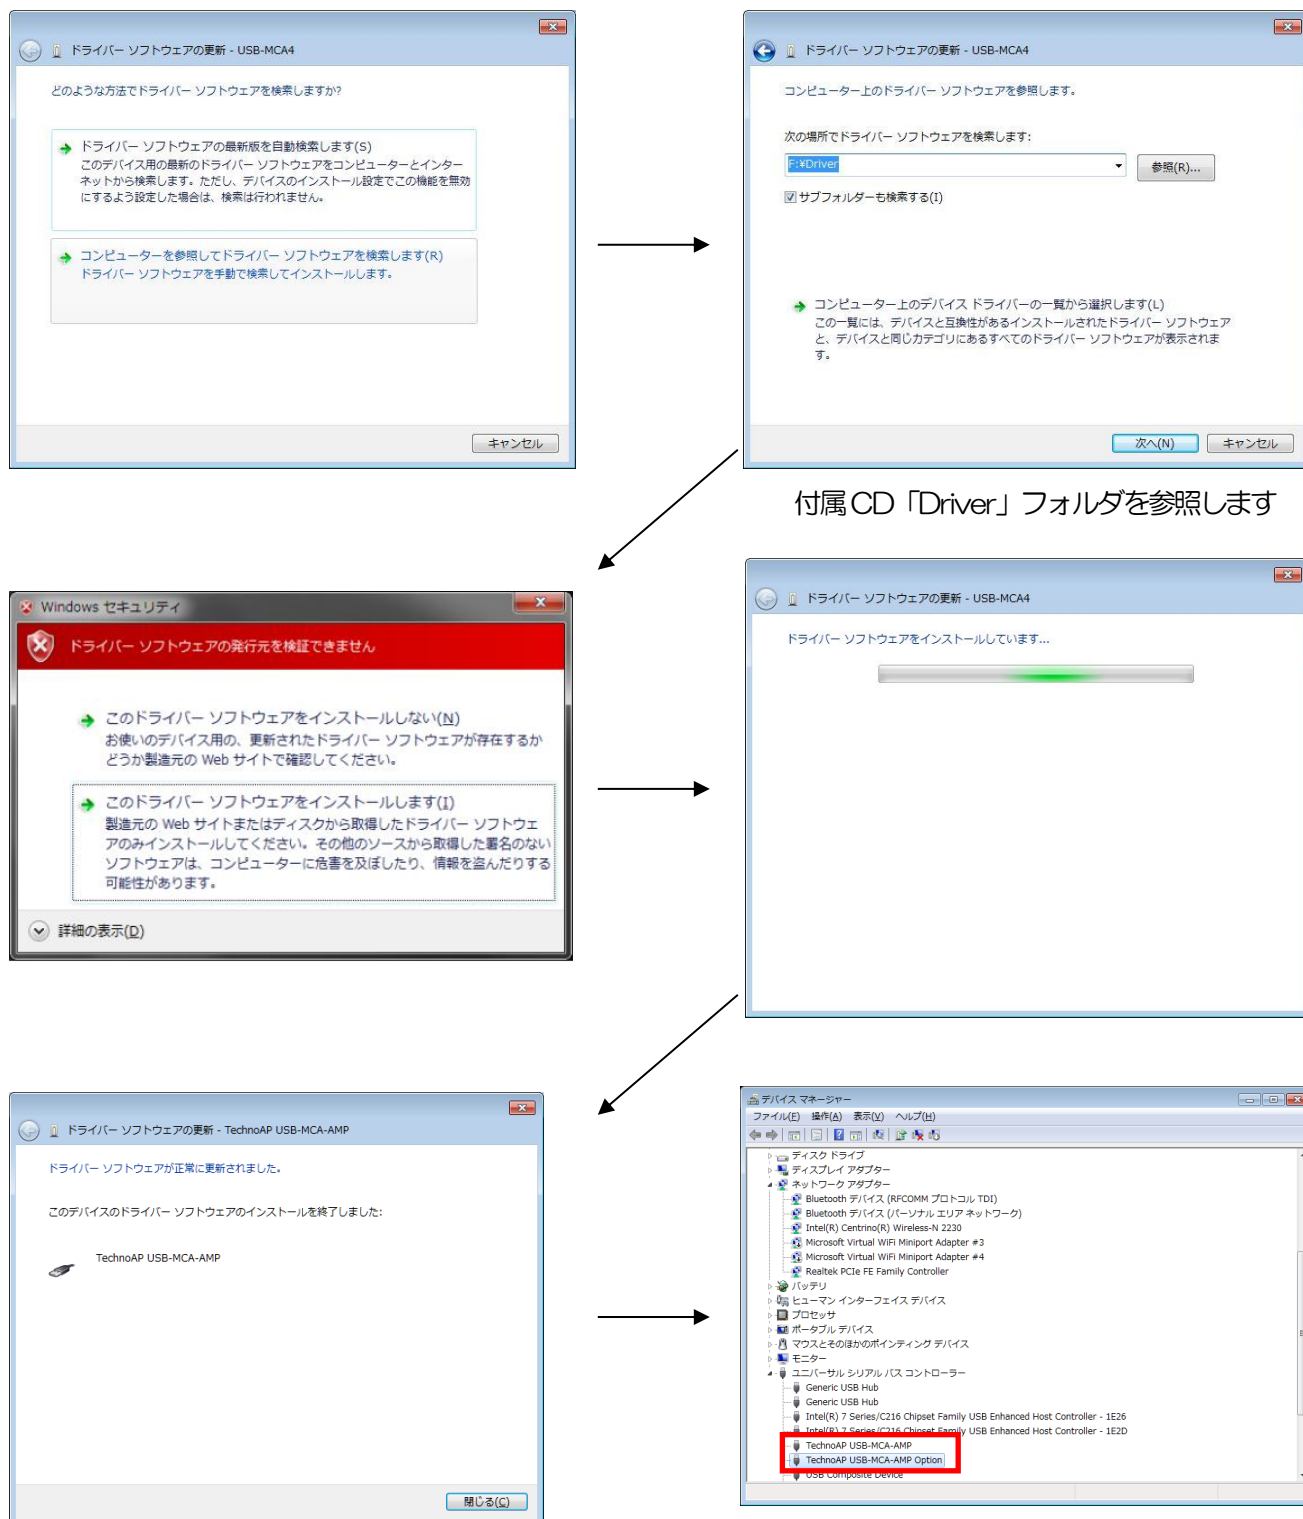 ドライバー ソフトウェアの更新 - USB-MCA4
どのような方法でドライバー ソフトウェアを検索しますか?
ドライバー ソフトウェアの最新版を自動検索します(S)
このデバイス用の最新のドライバー ソフトウェアをコンピューターとインター
ネットから検索します。ただし、デバイスのインストール設定でこの機能を無効
にするよう設定した場合は、検索は行われません。
コンピューターを参照してドライバー ソフトウェアを検索します(R)
ドライバー ソフトウェアを手動で検索してインストールします。
キャンセル
ドライバー ソフトウェアの更新 - USB-MCA4
コンピューター上のドライバー ソフトウェアを参照します。
次の場所でドライバー ソフトウェアを検索します:
F:¥Driver
参照(R)...
サブフォルダーも検索する(I)
コンピューター上のデバイス ドライバーの一覧から選択します(L)
この一覧には、デバイスと互換性があるインストールされたドライバー ソフトウェア
と、デバイスと同じカテゴリにあるすべてのドライバー ソフトウェアが表示されま
す。
次へ(N)
キャンセル
付属CD「Driver」フォルダを参照します
Windows セキュリティ
ドライバー ソフトウェアの発行元を検証できません
このドライバー ソフトウェアをインストールしない(N)
お使いのデバイス用の、更新されたドライバー ソフトウェアが存在するか
どうか製造元の Web サイトで確認してください。
このドライバー ソフトウェアをインストールします(I)
製造元の Web サイトまたはディスクから取得したドライバー ソフトウェ
アのみインストールしてください。その他のソースから取得した署名のない
ソフトウェアは、コンピューターに危害を及ぼしたり、情報を盗んだりする
可能性があります。
詳細の表示(D)
ドライバー ソフトウェアの更新 - USB-MCA4
ドライバー ソフトウェアをインストールしています...
ドライバー ソフトウェアの更新 - TechnoAP USB-MCA-AMP
ドライバー ソフトウェアが正常に更新されました。
このデバイスのドライバー ソフトウェアのインストールを終了しました:
TechnoAP USB-MCA-AMP
閉じる(C)
デバイス マネージャー
ファイル(F) 操作(A) 表示(V) ヘルプ(H)
ディスク ドライブ
ディスプレイ アダプター
ネットワーク アダプター
Bluetooth デバイス (RFCOMM プロトコル TDI)
Bluetooth デバイス (パーソナル エリア ネットワーク)
Intel(R) Centrino(R) Wireless-N 2230
Microsoft Virtual WiFi Miniport Adapter #3
Microsoft Virtual WiFi Miniport Adapter #4
Realtek PCIe FE Family Controller
バッテリ
ヒューマン インターフェイス デバイス
プロセッサ
ポータブル デバイス
マウスとそのほかのポインティング デバイス
モニター
ユニバーサル シリアル バス コントローラー
Generic USB Hub
Generic USB Hub
Intel(R) 7 Series/C216 Chipset Family USB Enhanced Host Controller - 1E26
Intel(R) 7 Series/C216 Chipset Family USB Enhanced Host Controller - 1E2D
TechnoAP USB-MCA-AMP
TechnoAP USB-MCA-AMP Option
USB Composite Device